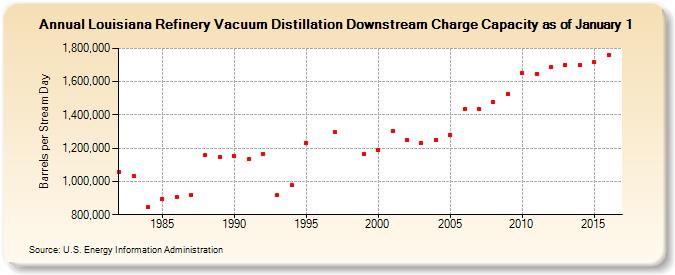 Annual Louisiana Refinery Vacuum Distillation Downstream Charge Capacity as of January 1
Barrels per Stream Day
1,800,000
1,600,000
1,400,000
1,200,000
1,000,000
800,000
1985 1990 1995 2000 2005 2010 2015
Source: U.S. Energy Information Administration